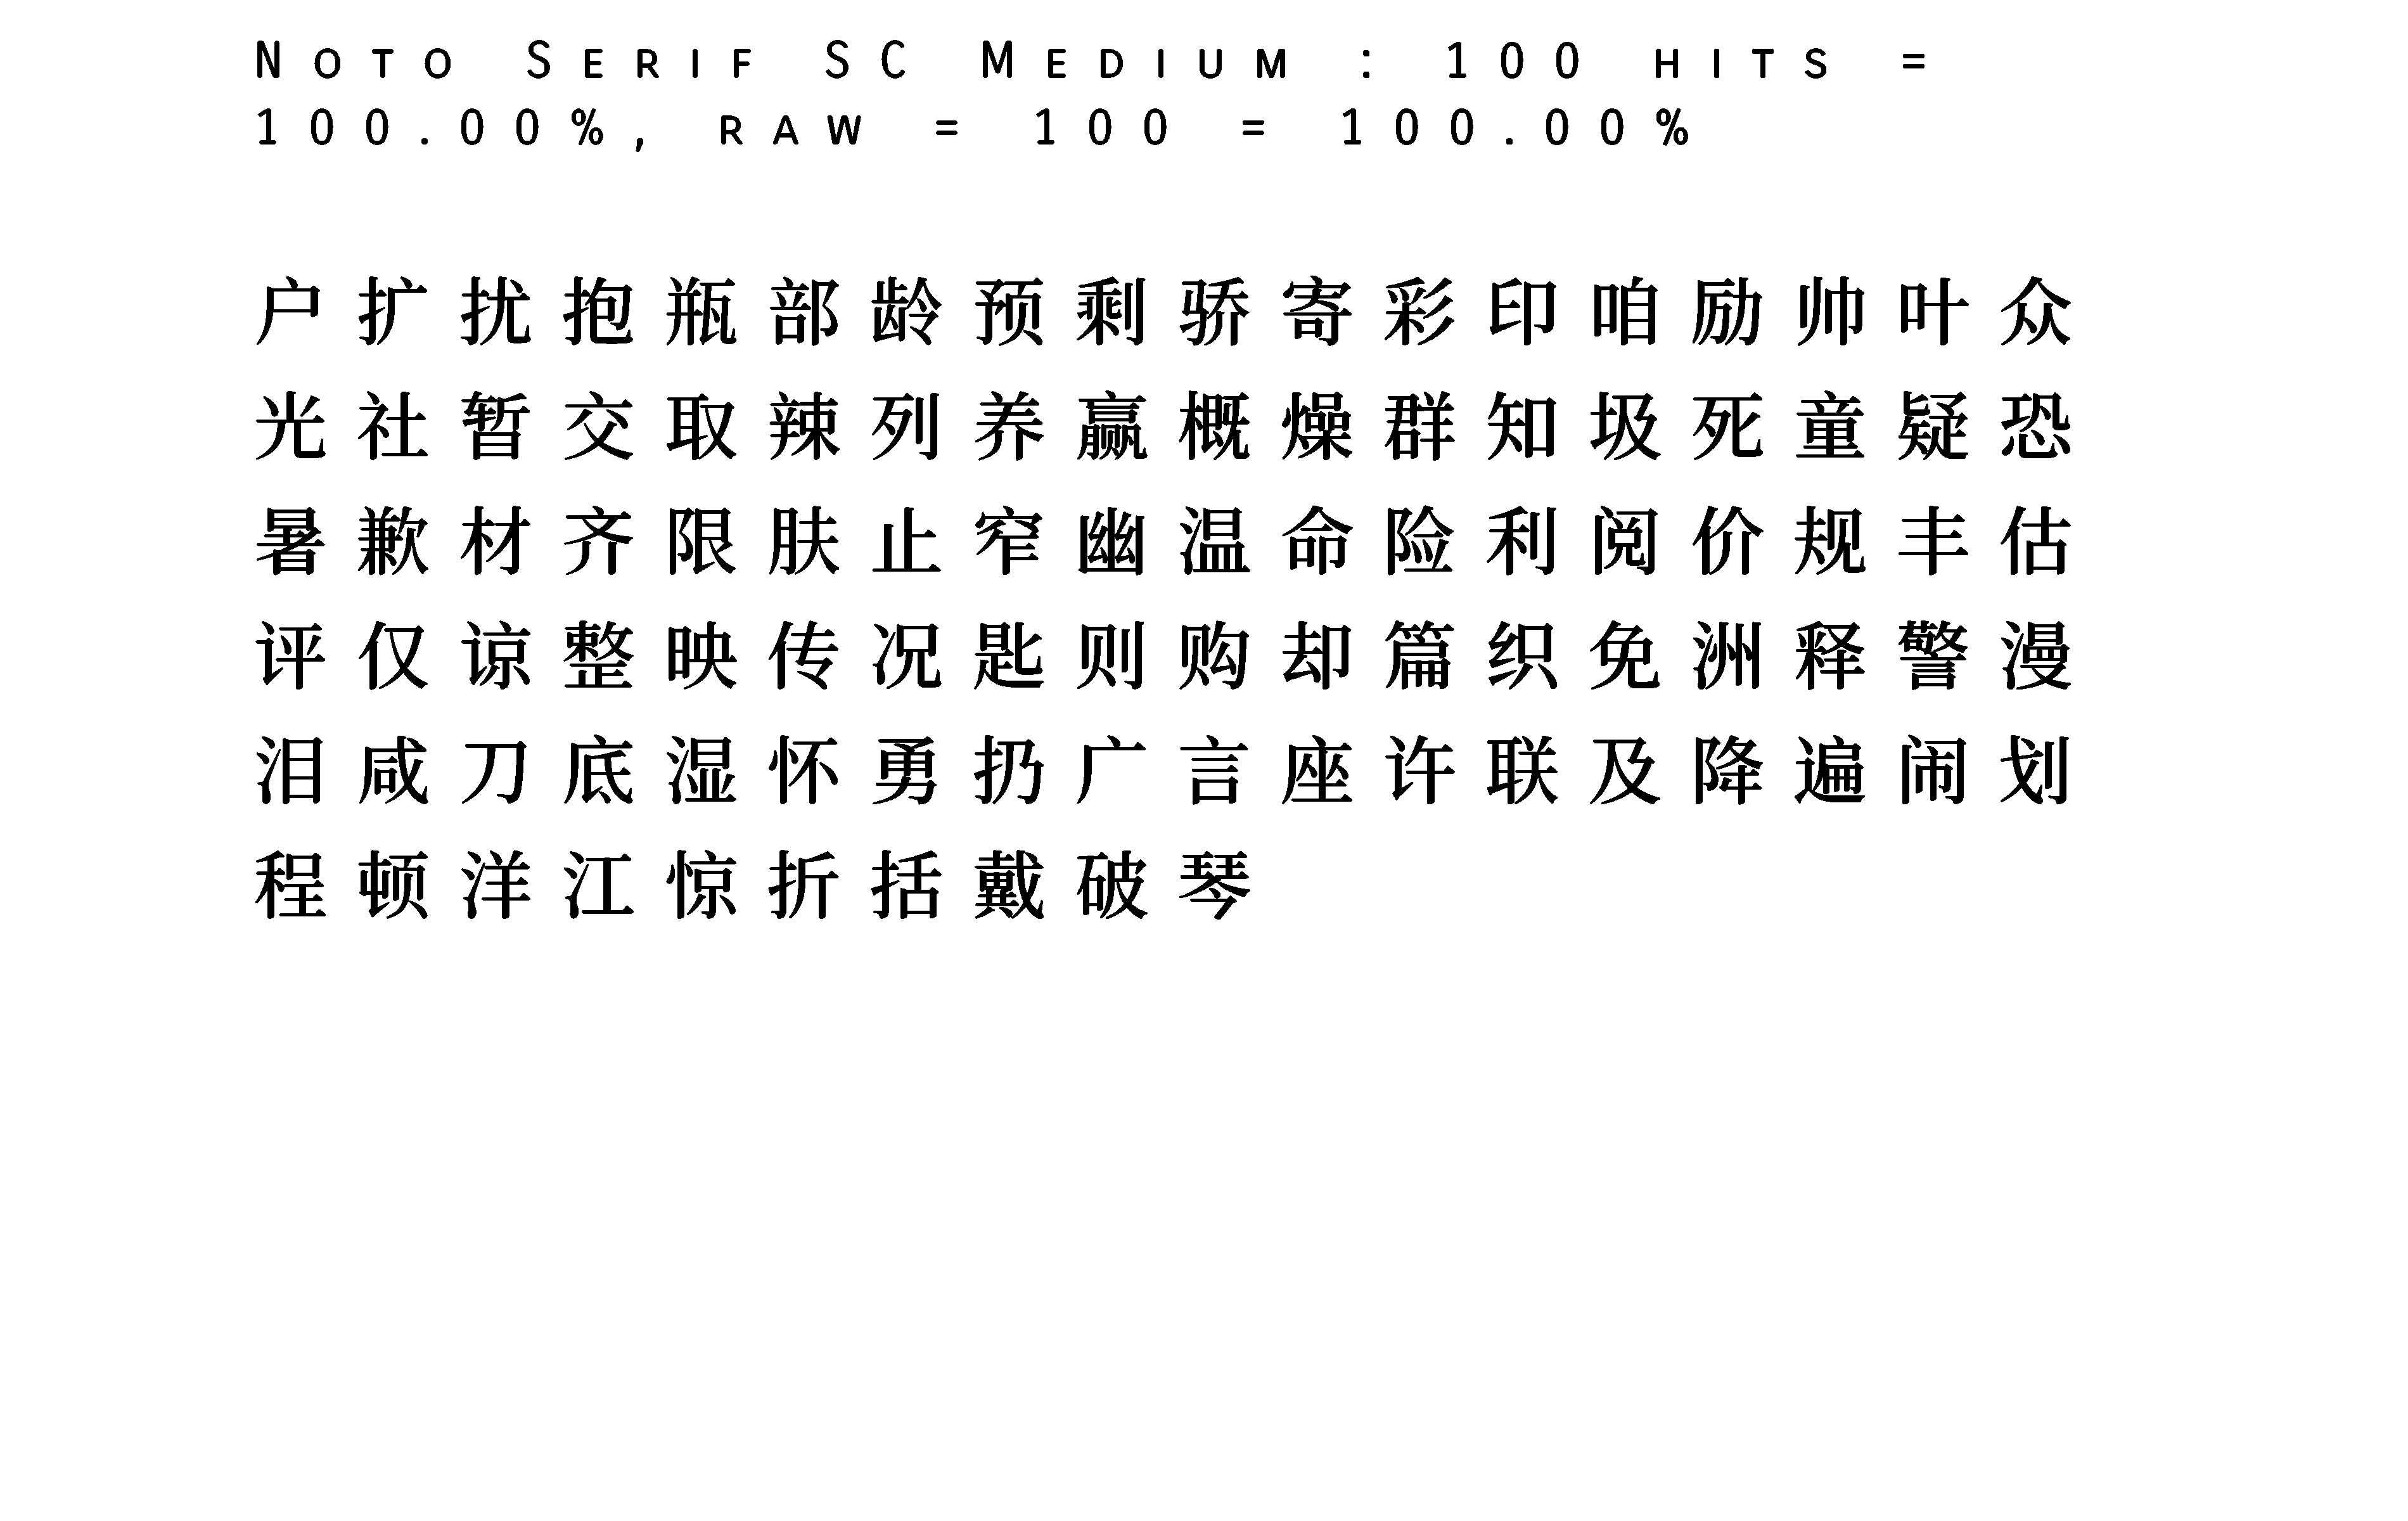 Noto Serif SC Medium : 100 hits =
100.00%, raw = 100 = 100.00%
户扩扰抱瓶部龄预剩骄寄彩印咱励帅叶众
光社暂交取辣列养赢概燥群知圾死童疑恐
暑歉材齐限肤止窄幽温命险利阅价规丰估
评仅谅整映传况匙则购却篇织免洲释警漫
泪咸刀底湿怀勇扔广言座许联及降遍闹划
程顿洋江惊折括戴破琴